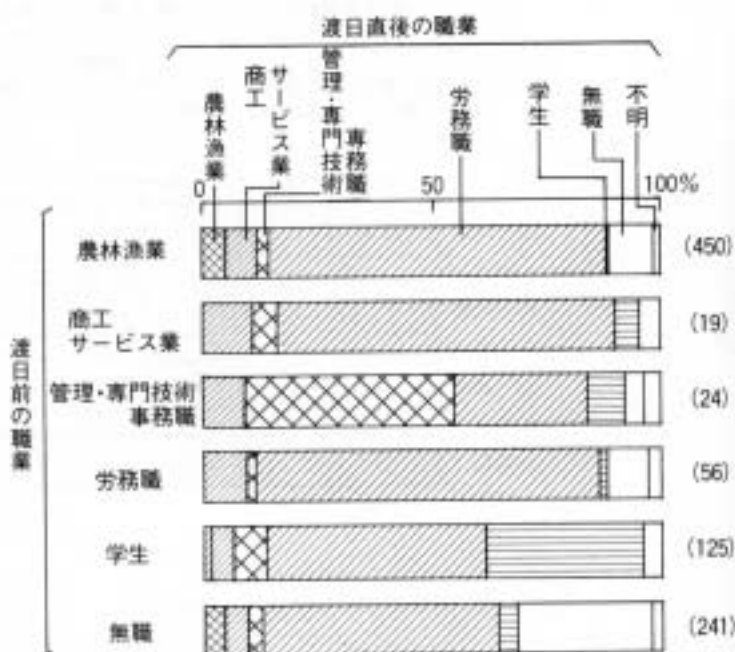 渡日直後の職業
農林漁業
商工
サービス業
管理・専門技術
専務職
労務職
学生
無職
不明
0
50
100%
渡日前の職業
農林漁業
(450)
商工
サービス業
(19)
管理・専門技術
事務職
(24)
労務職
(56)
学生
(125)
無職
(241)